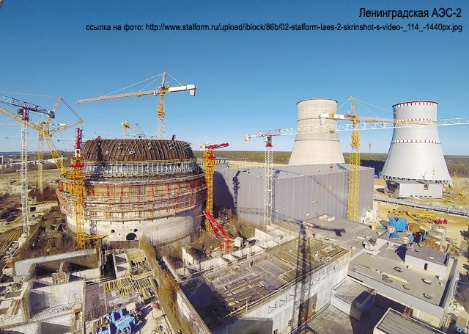 Ленинградская АЭС-2
ссылка на фото: http://www.stalform.ru/upload/iblock/86b/02-stalform-laes-2-skrinshot-s-video-_114_-1440px.jpg